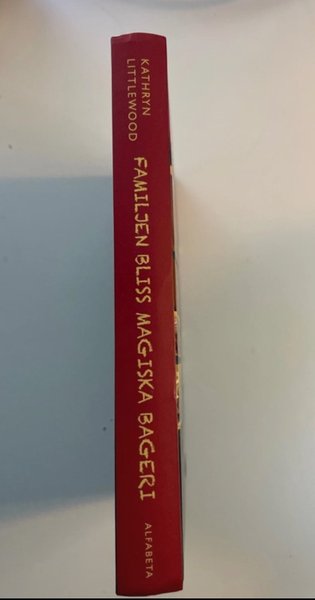 KATHRYN
LITTLEWOOD
FAMILJEN BLISS MAGISKA BAGERI
ALFABETA